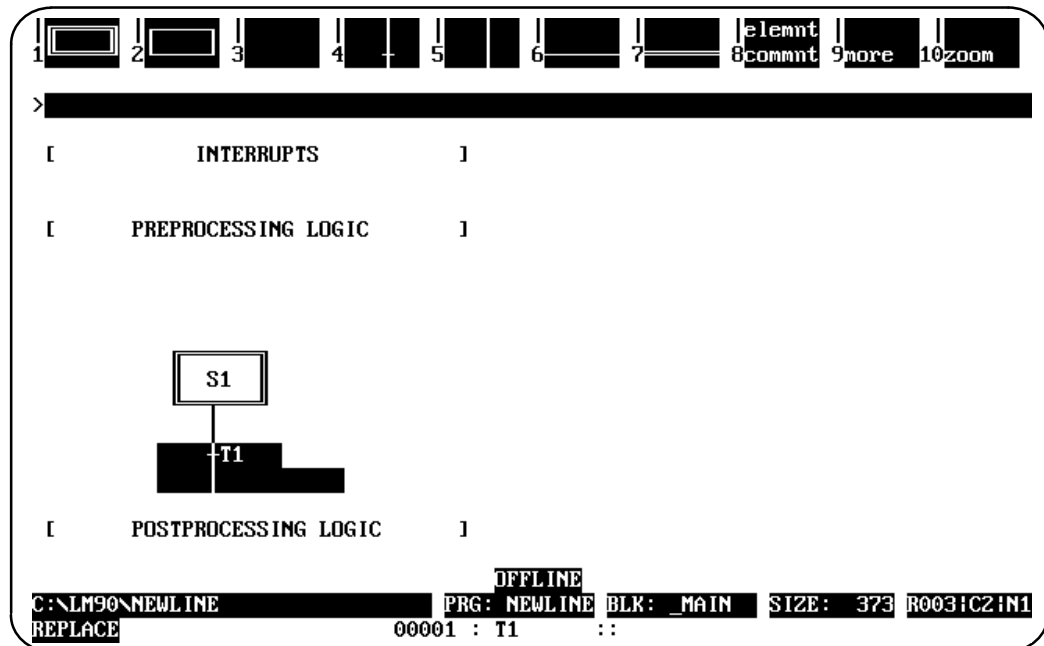 elemnt
1 2 3 4 5 6 7 8commnt 9more 10zoom
>
[ INTERRUPTS ]
[ PREPROCESSING LOGIC ]
S1
T1
[ POSTPROCESSING LOGIC ]
OFFLINE
C:\LM90\NEWLINE PRG: NEWLINE BLK: _MAIN SIZE: 373 R003|C2|N1
REPLACE 00001 : T1 ::